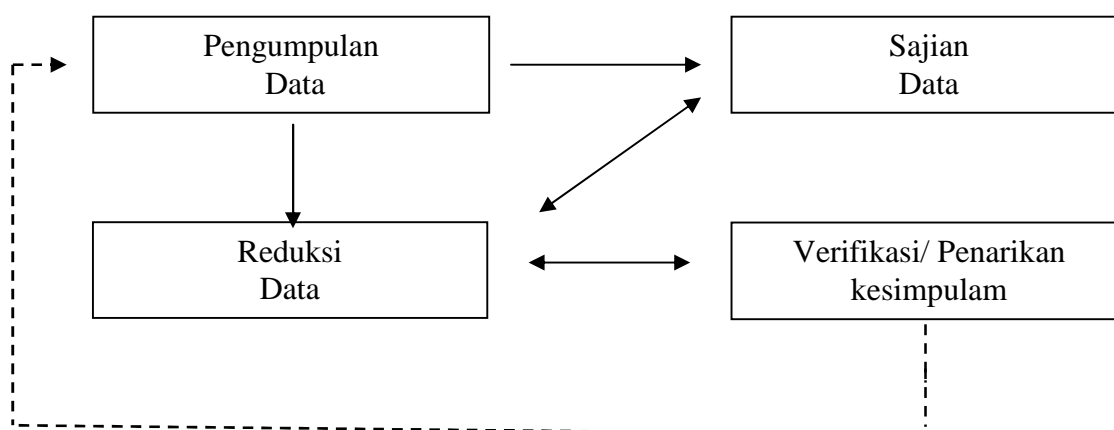 Pengumpulan
Data
Sajian
Data
Reduksi
Data
Verifikasi/ Penarikan
kesimpulam